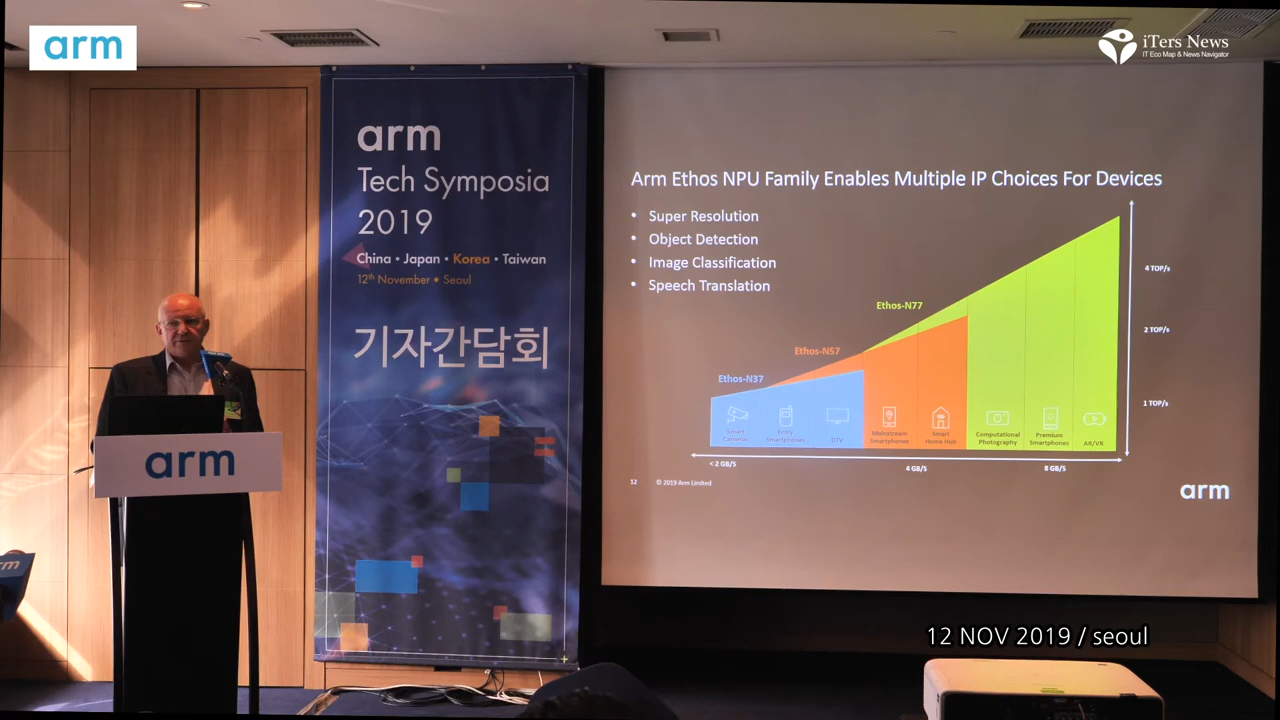 arm
iTers News
IT Eco Map & News Navigator
arm
Tech Symposia
2019
China • Japan • Korea • Taiwan
12th November • Seoul
기자간담회
arm
Arm Ethos NPU Family Enables Multiple IP Choices For Devices
• Super Resolution
• Object Detection
• Image Classification
• Speech Translation
Ethos-N77
Ethos-N57
Ethos-N37
4 TOP/s
2 TOP/s
1 TOP/s
Smart Cameras
Entry Smartphones
DTV
Mainstream Smartphones
Smart Home Hub
Computational Photography
Premium Smartphones
AR/VR
< 2 GB/S
4 GB/S
8 GB/S
12
© 2019 Arm Limited
arm
12 NOV 2019 / seoul